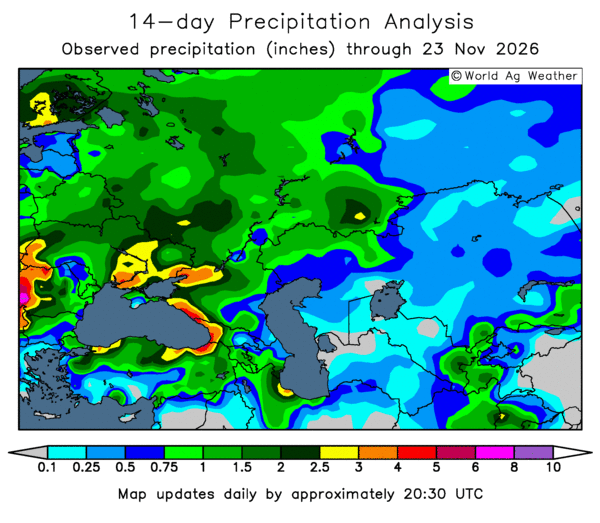 14-day Precipitation Analysis
Observed precipitation (inches) through 23 Nov 2026
©World Ag Weather
0.1 0.25 0.5 0.75 1 1.5 2 2.5 3 4 5 6 8 10
Map updates daily by approximately 20:30 UTC